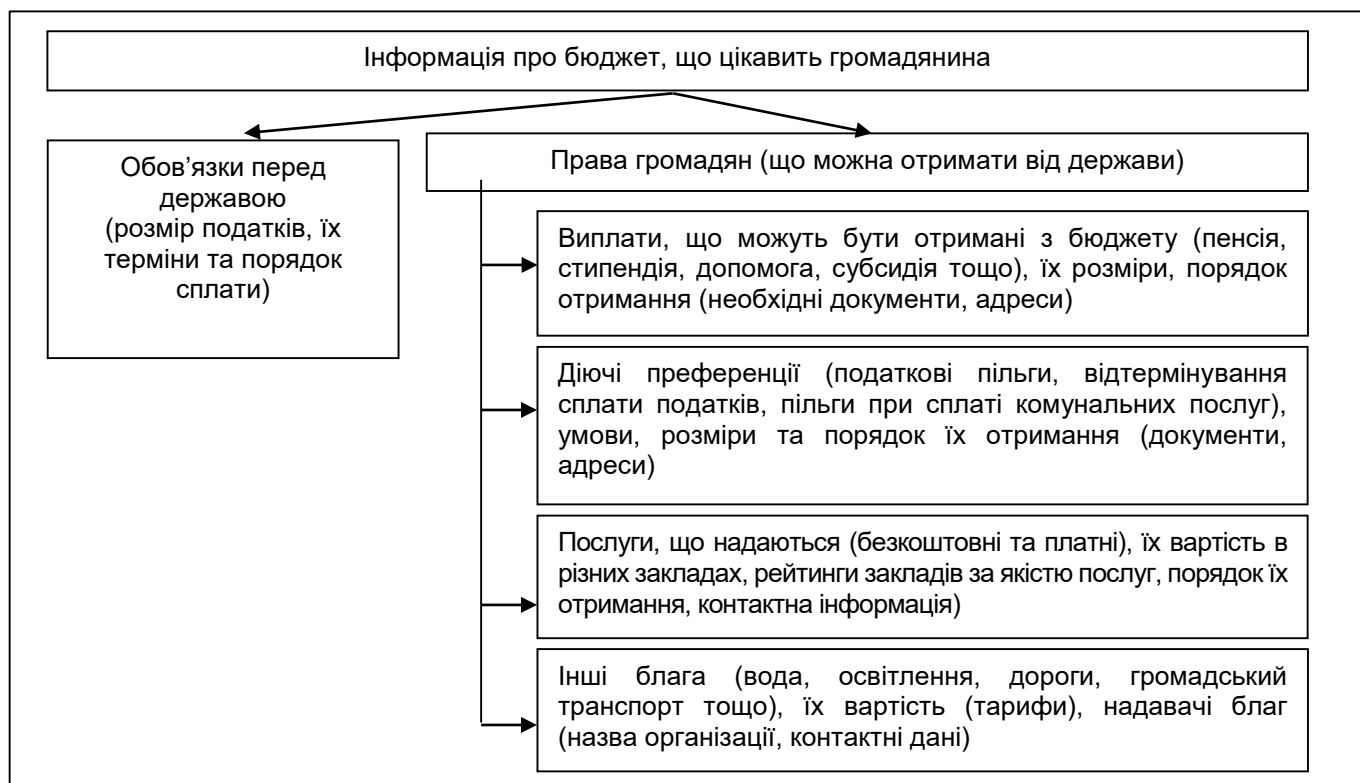 Інформація про бюджет, що цікавить громадянина
Обов’язки перед
державою
(розмір податків, їх
терміни та порядок
сплати)
Права громадян (що можна отримати від держави)
Виплати, що можуть бути отримані з бюджету (пенсія,
стипендія, допомога, субсидія тощо), їх розміри, порядок
отримання (необхідні документи, адреси)
Діючі преференції (податкові пільги, відтермінування
сплати податків, пільги при сплаті комунальних послуг),
умови, розміри та порядок їх отримання (документи,
адреси)
Послуги, що надаються (безкоштовні та платні), їх вартість в
різних закладах, рейтинги закладів за якістю послуг, порядок їх
отримання, контактна інформація)
Інші блага (вода, освітлення, дороги, громадський
транспорт тощо), їх вартість (тарифи), надавачі благ
(назва організації, контактні дані)